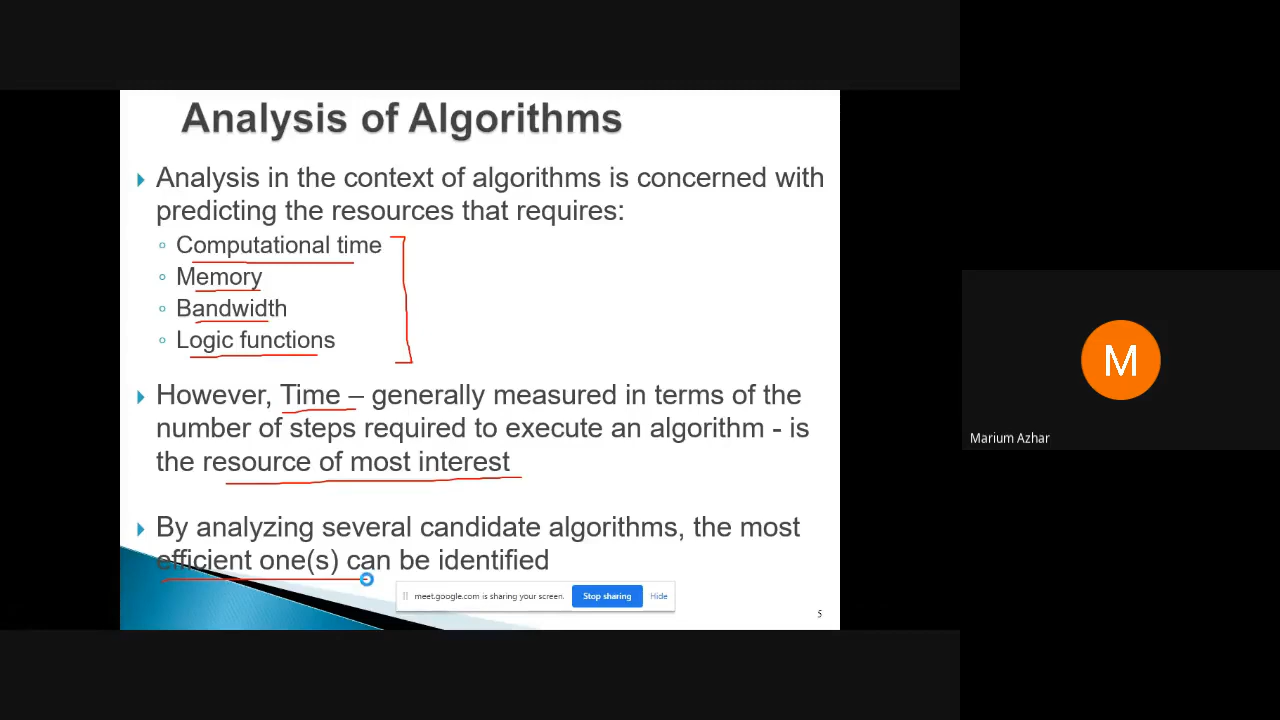 Analysis of Algorithms
Analysis in the context of algorithms is concerned with
predicting the resources that requires:
Computational time
Memory
Bandwidth
Logic functions
However, Time – generally measured in terms of the
number of steps required to execute an algorithm - is
the resource of most interest
By analyzing several candidate algorithms, the most
efficient one(s) can be identified
meet.google.com is sharing your screen. Stop sharing Hide
5
M
Marium Azhar